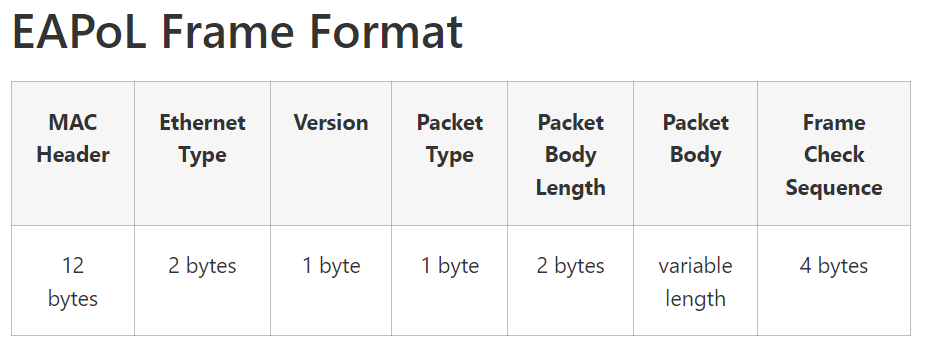 EAPoL Frame Format
MAC Header
Ethernet Type
Version
Packet Type
Packet Body Length
Packet Body
Frame Check Sequence
12 bytes
2 bytes
1 byte
1 byte
2 bytes
variable length
4 bytes